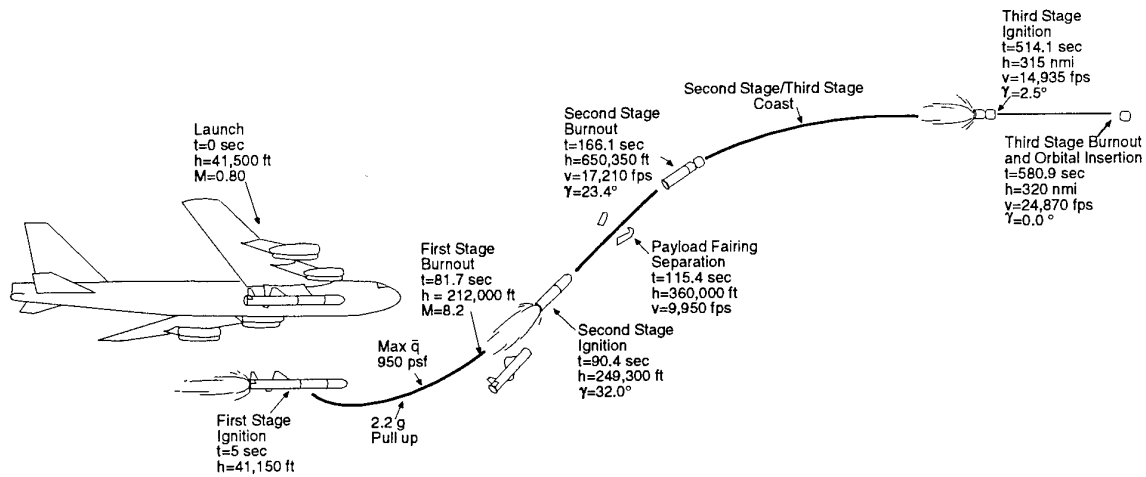 Launch
t=0 sec
h=41,500 ft
M=0.80
First Stage
Ignition
t=5 sec
h=41,150 ft
2.2 g
Pull up
Max q̄
950 psf
First Stage
Burnout
t=81.7 sec
h = 212,000 ft
M=8.2
Second Stage
Ignition
t=90.4 sec
h=249,300 ft
γ=32.0°
Payload Fairing
Separation
t=115.4 sec
h=360,000 ft
v=9,950 fps
Second Stage
Burnout
t=166.1 sec
h=650,350 ft
v=17,210 fps
γ=23.4°
Second Stage/Third Stage
Coast
Third Stage
Ignition
t=514.1 sec
h=315 nmi
v=14,935 fps
γ=2.5°
Third Stage Burnout
and Orbital Insertion
t=580.9 sec
h=320 nmi
v=24,870 fps
γ=0.0 °